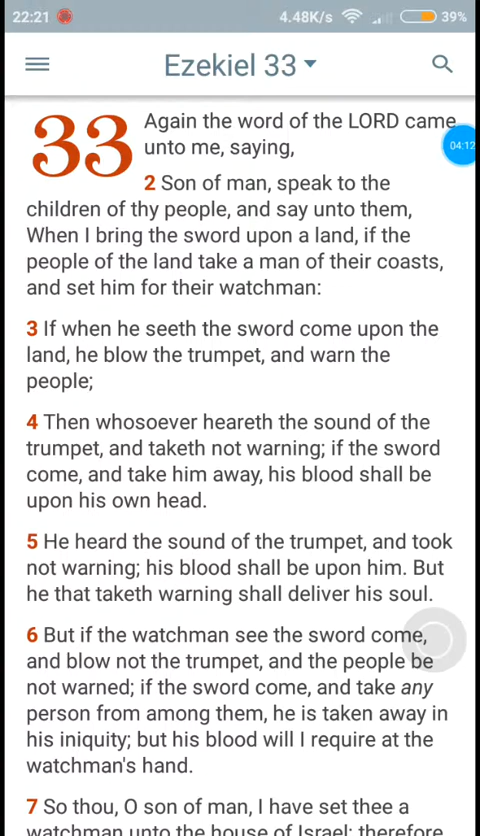 22:21
4.48K/s
39%
Ezekiel 33
33 Again the word of the LORD came
unto me, saying,
04:12
2 Son of man, speak to the
children of thy people, and say unto them,
When I bring the sword upon a land, if the
people of the land take a man of their coasts,
and set him for their watchman:
3 If when he seeth the sword come upon the
land, he blow the trumpet, and warn the
people;
4 Then whosoever heareth the sound of the
trumpet, and taketh not warning; if the sword
come, and take him away, his blood shall be
upon his own head.
5 He heard the sound of the trumpet, and took
not warning; his blood shall be upon him. But
he that taketh warning shall deliver his soul.
6 But if the watchman see the sword come,
and blow not the trumpet, and the people be
not warned; if the sword come, and take any
person from among them, he is taken away in
his iniquity; but his blood will I require at the
watchman's hand.
7 So thou, O son of man, I have set thee a
watchman unto the house of Israel; therefore